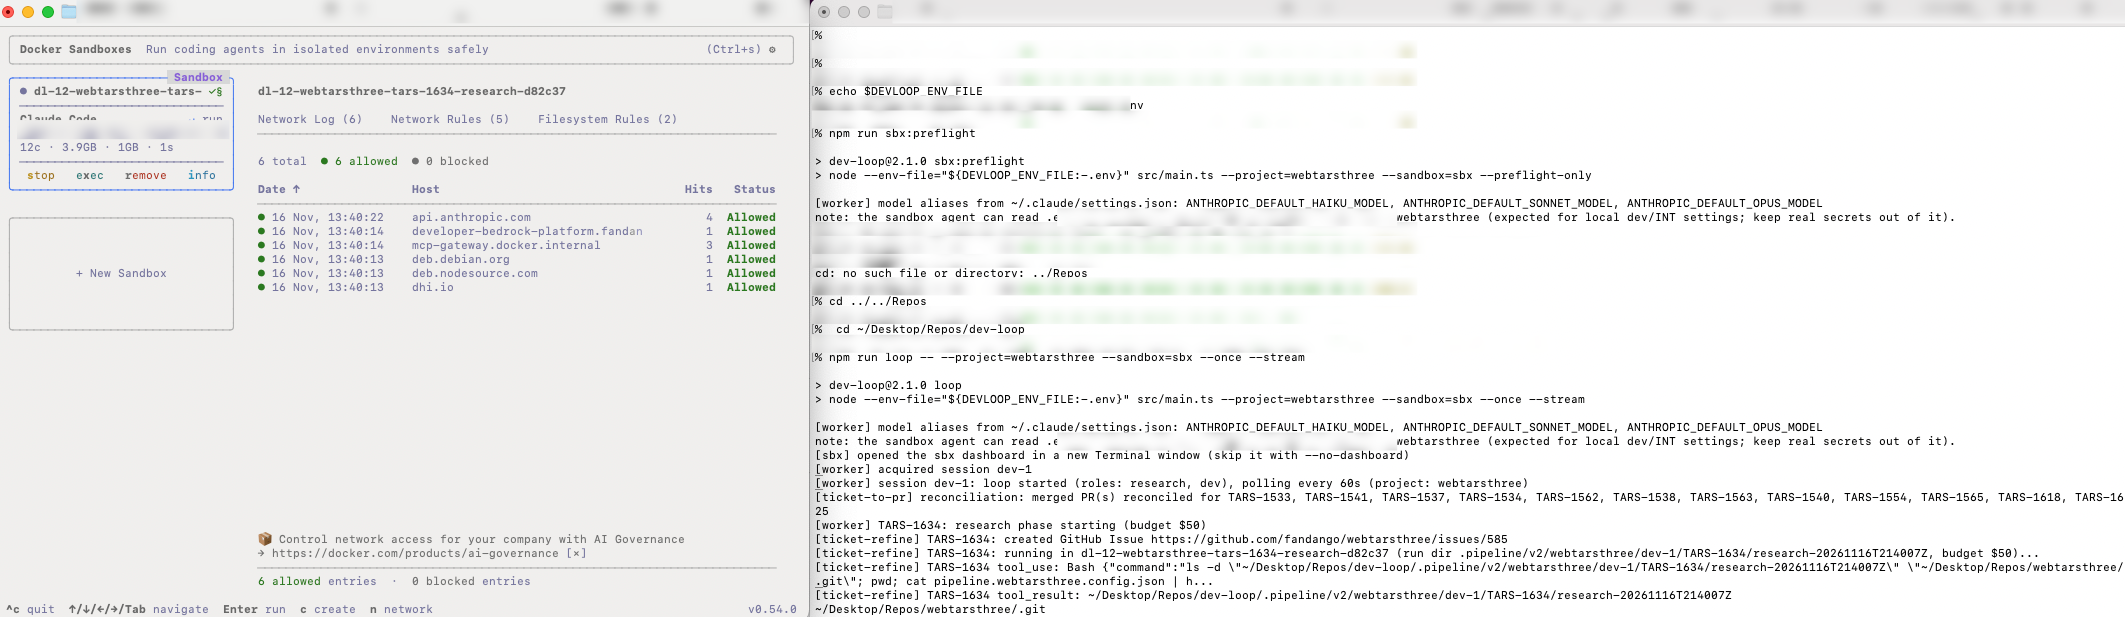 Docker Sandboxes  Run coding agents in isolated environments safely (Ctrl+s) ⚙
Sandbox
● dl-12-webtarsthree-tars- ✓§
Claude Code run
12c · 3.9GB · 1GB · 1s
stop exec remove info
+ New Sandbox
dl-12-webtarsthree-tars-1634-research-d82c37
Network Log (6) Network Rules (5) Filesystem Rules (2)
6 total ● 6 allowed ● 0 blocked
Date ↑ Host Hits Status
● 16 Nov, 13:40:22 api.anthropic.com 4 Allowed
● 16 Nov, 13:40:14 developer-bedrock-platform.fandan 1 Allowed
● 16 Nov, 13:40:14 mcp-gateway.docker.internal 3 Allowed
● 16 Nov, 13:40:13 deb.debian.org 1 Allowed
● 16 Nov, 13:40:13 deb.nodesource.com 1 Allowed
● 16 Nov, 13:40:13 dhi.io 1 Allowed
📦 Control network access for your company with AI Governance
→ https://docker.com/products/ai-governance [×]
6 allowed entries · 0 blocked entries
^c quit ↑/↓/←/→/Tab navigate Enter run c create n network v0.54.0
[%
[%
[% echo $DEVLOOP_ENV_FILE
nv
[% npm run sbx:preflight
> dev-loop@2.1.0 sbx:preflight
> node --env-file="${DEVLOOP_ENV_FILE:-.env}" src/main.ts --project=webtarsthree --sandbox=sbx --preflight-only
[worker] model aliases from ~/.claude/settings.json: ANTHROPIC_DEFAULT_HAIKU_MODEL, ANTHROPIC_DEFAULT_SONNET_MODEL, ANTHROPIC_DEFAULT_OPUS_MODEL
note: the sandbox agent can read .e webtarsthree (expected for local dev/INT settings; keep real secrets out of it).
cd: no such file or directory: ../Repos
[% cd ../../Repos
[%  cd ~/Desktop/Repos/dev-loop
[% npm run loop -- --project=webtarsthree --sandbox=sbx --once --stream
> dev-loop@2.1.0 loop
> node --env-file="${DEVLOOP_ENV_FILE:-.env}" src/main.ts --project=webtarsthree --sandbox=sbx --once --stream
[worker] model aliases from ~/.claude/settings.json: ANTHROPIC_DEFAULT_HAIKU_MODEL, ANTHROPIC_DEFAULT_SONNET_MODEL, ANTHROPIC_DEFAULT_OPUS_MODEL
note: the sandbox agent can read .e webtarsthree (expected for local dev/INT settings; keep real secrets out of it).
[sbx] opened the sbx dashboard in a new Terminal window (skip it with --no-dashboard)
[worker] acquired session dev-1
[worker] session dev-1: loop started (roles: research, dev), polling every 60s (project: webtarsthree)
[ticket-to-pr] reconciliation: merged PR(s) reconciled for TARS-1533, TARS-1541, TARS-1537, TARS-1534, TARS-1562, TARS-1538, TARS-1563, TARS-1540, TARS-1554, TARS-1565, TARS-1618, TARS-16
25
[worker] TARS-1634: research phase starting (budget $50)
[ticket-refine] TARS-1634: created GitHub Issue https://github.com/fandango/webtarsthree/issues/585
[ticket-refine] TARS-1634: running in dl-12-webtarsthree-tars-1634-research-d82c37 (run dir .pipeline/v2/webtarsthree/dev-1/TARS-1634/research-20261116T214007Z, budget $50)...
[ticket-refine] TARS-1634 tool_use: Bash {"command":"ls -d \"~/Desktop/Repos/dev-loop/.pipeline/v2/webtarsthree/dev-1/TARS-1634/research-20261116T214007Z\" \"~/Desktop/Repos/webtarsthree/
.git\"; pwd; cat pipeline.webtarsthree.config.json | h...
[ticket-refine] TARS-1634 tool_result: ~/Desktop/Repos/dev-loop/.pipeline/v2/webtarsthree/dev-1/TARS-1634/research-20261116T214007Z
~/Desktop/Repos/webtarsthree/.git